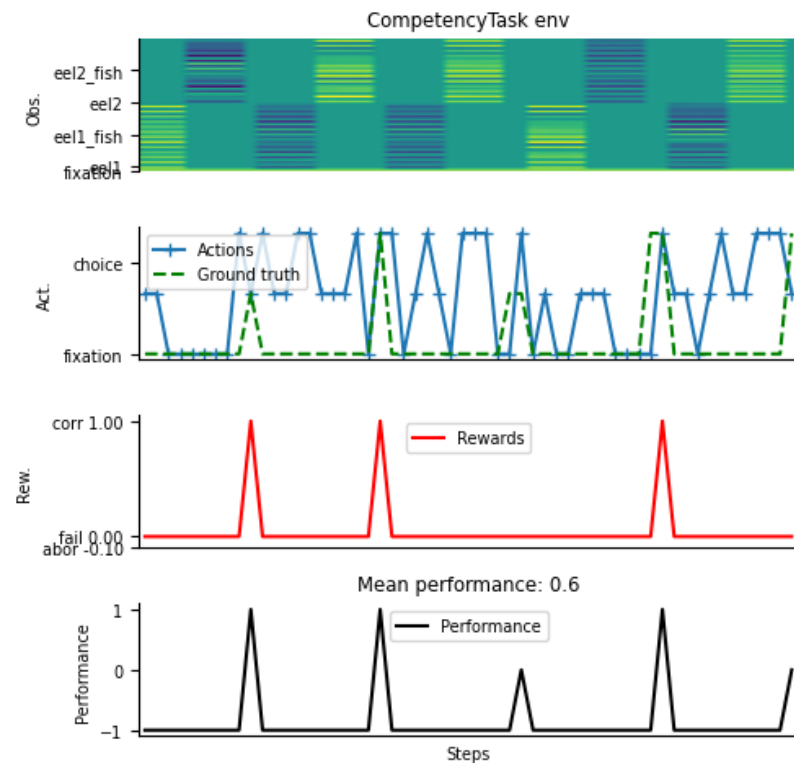 CompetencyTask env
Obs.
eel2_fish
eel2
eel1_fish
eel1
fixation
Act.
choice
fixation
Actions
Ground truth
Rew.
corr 1.00
fail 0.00
abor -0.10
Rewards
Mean performance: 0.6
Performance
1
0
−1
Performance
Steps